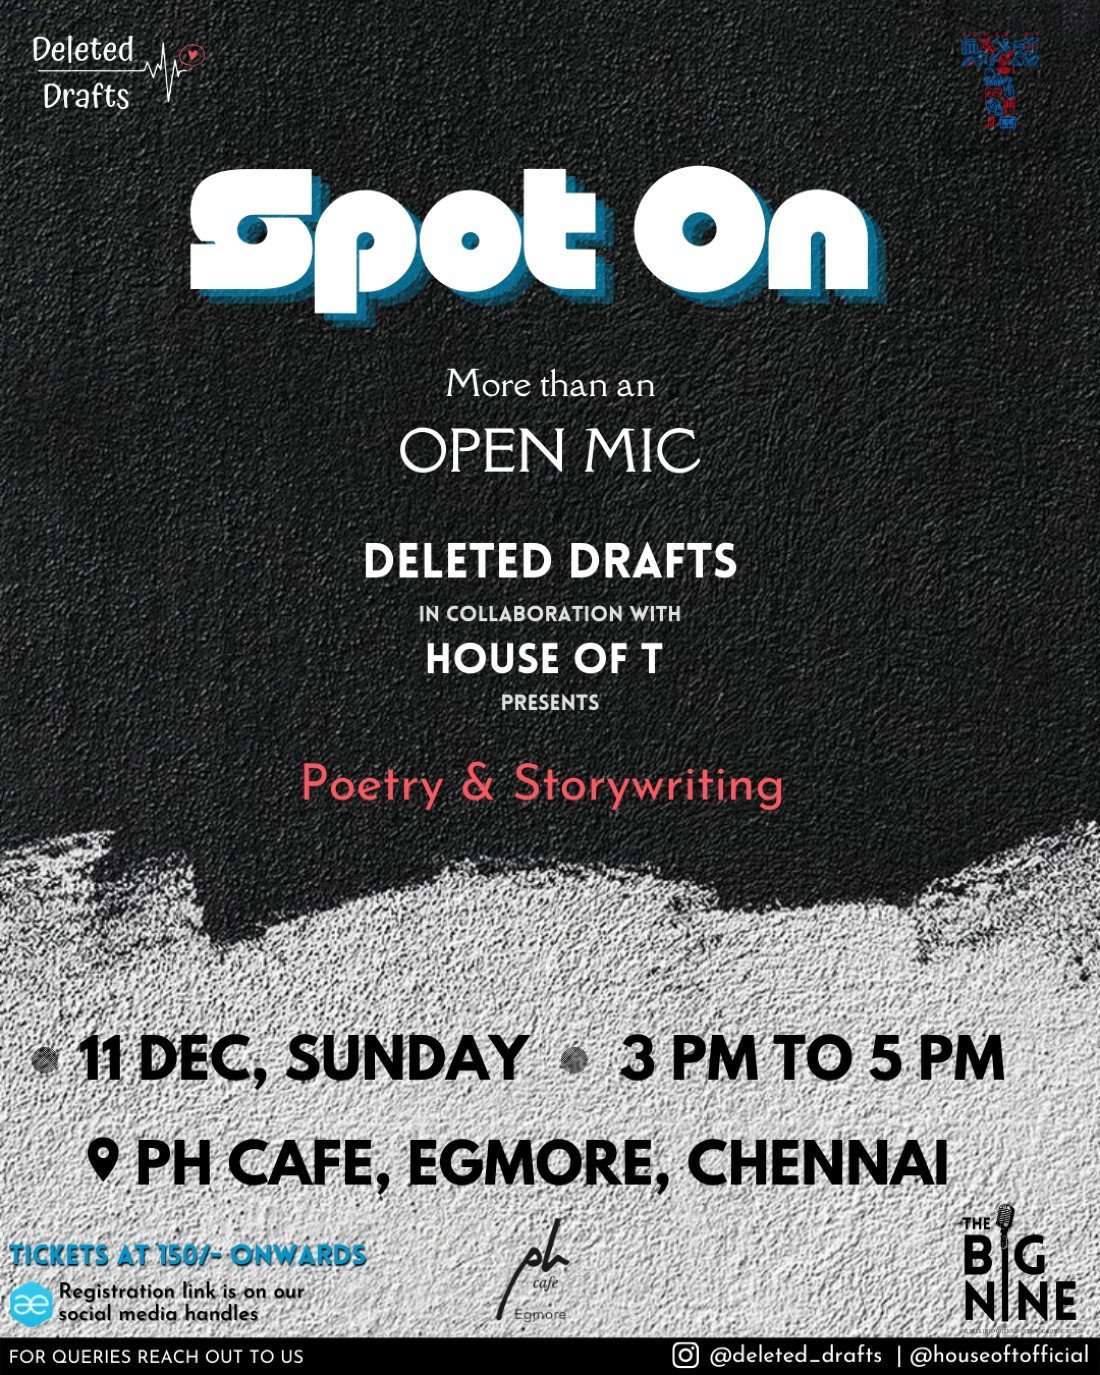 Deleted
Drafts
Spot On
More than an
OPEN MIC
DELETED DRAFTS
IN COLLABORATION WITH
HOUSE OF T
PRESENTS
Poetry & Storywriting
11 DEC, SUNDAY 3 PM TO 5 PM
PH CAFE, EGMORE, CHENNAI
TICKETS AT 150/- ONWARDS
Registration link is on our
social media handles
ph
cafe
Egmore
THE
BIG
NINE
FOR QUERIES REACH OUT TO US @deleted_drafts | @houseoftofficial